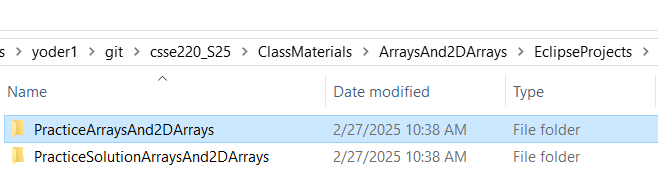 yoder1 > git > csse220_S25 > ClassMaterials > ArraysAnd2DArrays > EclipseProjects >
Name Date modified Type
PracticeArraysAnd2DArrays 2/27/2025 10:38 AM File folder
PracticeSolutionArraysAnd2DArrays 2/27/2025 10:38 AM File folder